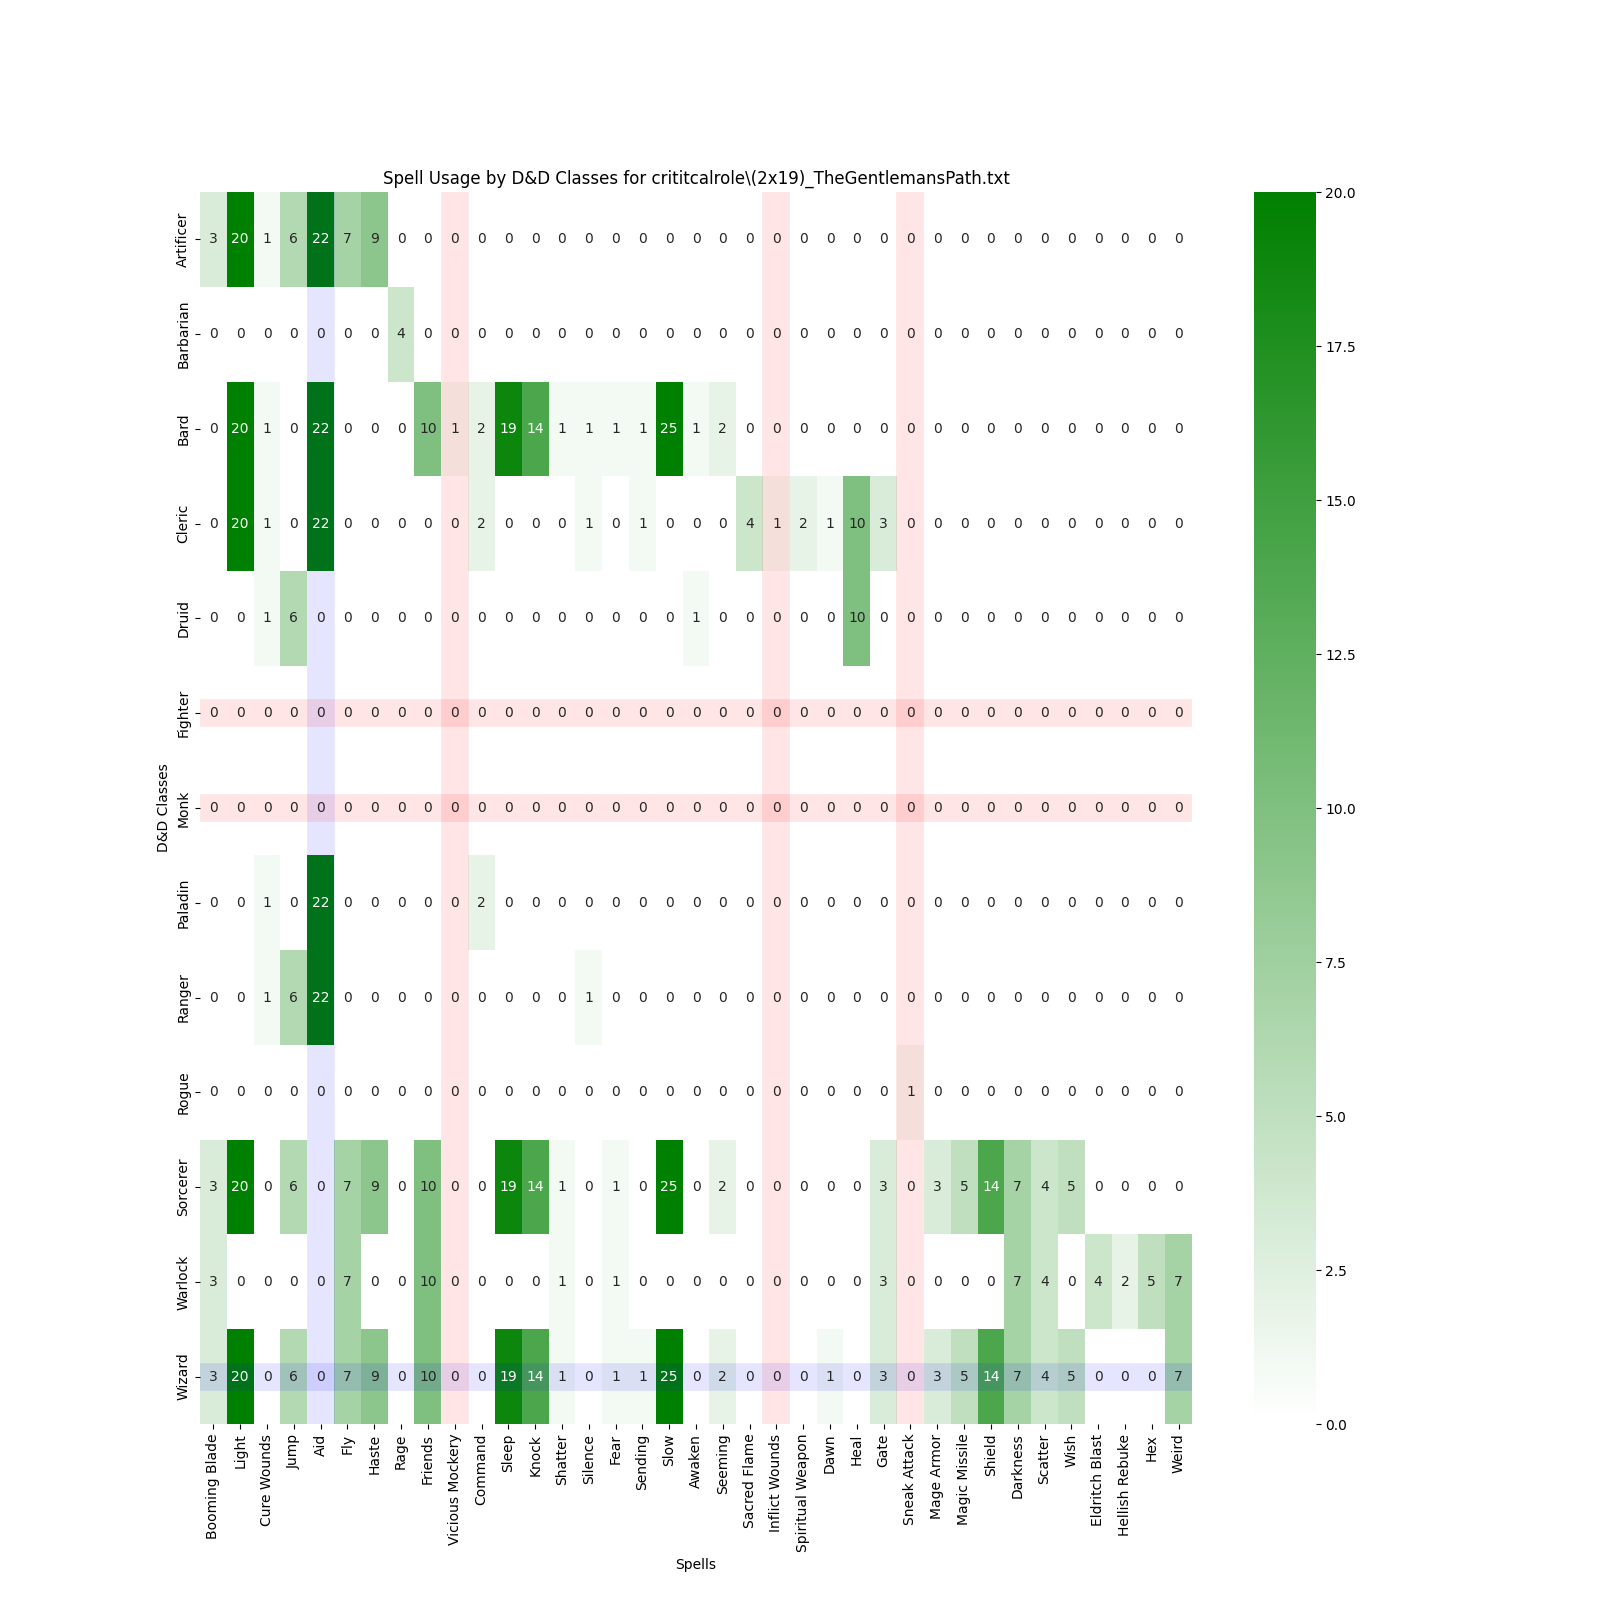 Spell Usage by D&D Classes for crititcalrole\(2x19)_TheGentlemansPath.txt
D&D Classes
Artificer 3 20 1 6 22 7 9 0 0 0 0 0 0 0 0 0 0 0 0 0 0 0 0 0 0 0 0 0 0 0 0 0 0 0 0 0 0
Barbarian 0 0 0 0 0 0 0 4 0 0 0 0 0 0 0 0 0 0 0 0 0 0 0 0 0 0 0 0 0 0 0 0 0 0 0 0 0
Bard 0 20 1 0 22 0 0 0 10 1 2 19 14 1 1 1 1 25 1 2 0 0 0 0 0 0 0 0 0 0 0 0 0 0 0 0 0
Cleric 0 20 1 0 22 0 0 0 0 0 2 0 0 0 1 0 1 0 0 0 4 1 2 1 10 3 0 0 0 0 0 0 0 0 0 0 0
Druid 0 0 1 6 0 0 0 0 0 0 0 0 0 0 0 0 0 0 1 0 0 0 0 0 10 0 0 0 0 0 0 0 0 0 0 0 0
Fighter 0 0 0 0 0 0 0 0 0 0 0 0 0 0 0 0 0 0 0 0 0 0 0 0 0 0 0 0 0 0 0 0 0 0 0 0 0
Monk 0 0 0 0 0 0 0 0 0 0 0 0 0 0 0 0 0 0 0 0 0 0 0 0 0 0 0 0 0 0 0 0 0 0 0 0 0
Paladin 0 0 1 0 22 0 0 0 0 0 2 0 0 0 0 0 0 0 0 0 0 0 0 0 0 0 0 0 0 0 0 0 0 0 0 0 0
Ranger 0 0 1 6 22 0 0 0 0 0 0 0 0 0 1 0 0 0 0 0 0 0 0 0 0 0 0 0 0 0 0 0 0 0 0 0 0
Rogue 0 0 0 0 0 0 0 0 0 0 0 0 0 0 0 0 0 0 0 0 0 0 0 0 0 0 1 0 0 0 0 0 0 0 0 0 0
Sorcerer 3 20 0 6 0 7 9 0 10 0 0 19 14 1 0 1 0 25 0 2 0 0 0 0 0 3 0 3 5 14 7 4 5 0 0 0 0
Warlock 3 0 0 0 0 7 0 0 10 0 0 0 0 1 0 1 0 0 0 0 0 0 0 0 0 3 0 0 0 0 7 4 0 4 2 5 7
Wizard 3 20 0 6 0 7 9 0 10 0 0 19 14 1 0 1 1 25 0 2 0 0 0 1 0 3 0 3 5 14 7 4 5 0 0 0 7
Booming Blade
Light
Cure Wounds
Jump
Aid
Fly
Haste
Rage
Friends
Vicious Mockery
Command
Sleep
Knock
Shatter
Silence
Fear
Sending
Slow
Awaken
Seeming
Sacred Flame
Inflict Wounds
Spiritual Weapon
Dawn
Heal
Gate
Sneak Attack
Mage Armor
Magic Missile
Shield
Darkness
Scatter
Wish
Eldritch Blast
Hellish Rebuke
Hex
Weird
Spells
20.0
17.5
15.0
12.5
10.0
7.5
5.0
2.5
0.0